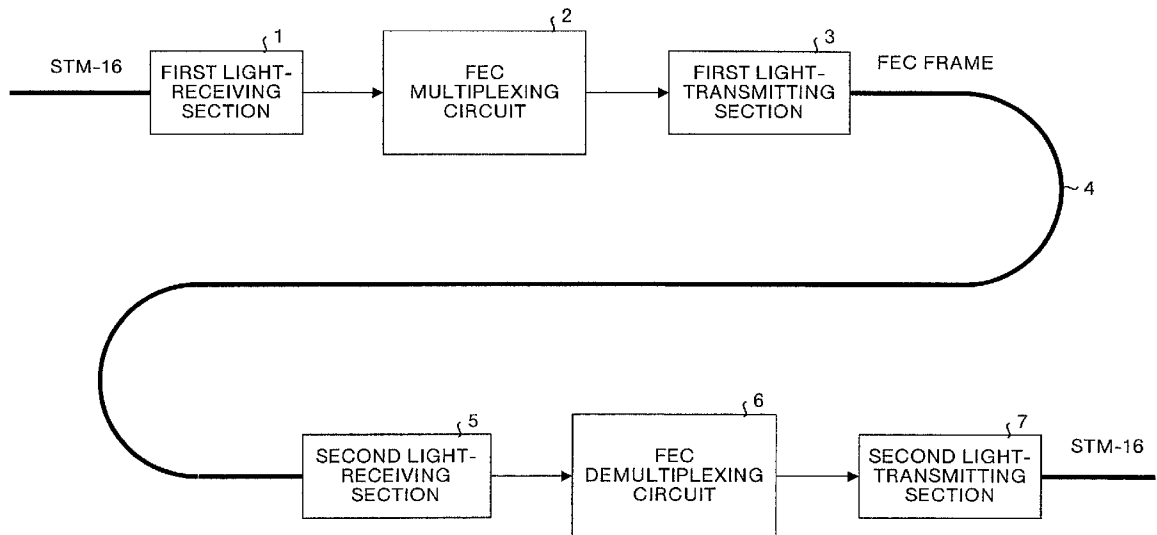 1
2
3
STM-16
FIRST LIGHT-
RECEIVING
SECTION
FEC
MULTIPLEXING
CIRCUIT
FIRST LIGHT-
TRANSMITTING
SECTION
FEC FRAME
4
5
6
7
SECOND LIGHT-
RECEIVING
SECTION
FEC
DEMULTIPLEXING
CIRCUIT
SECOND LIGHT-
TRANSMITTING
SECTION
STM-16